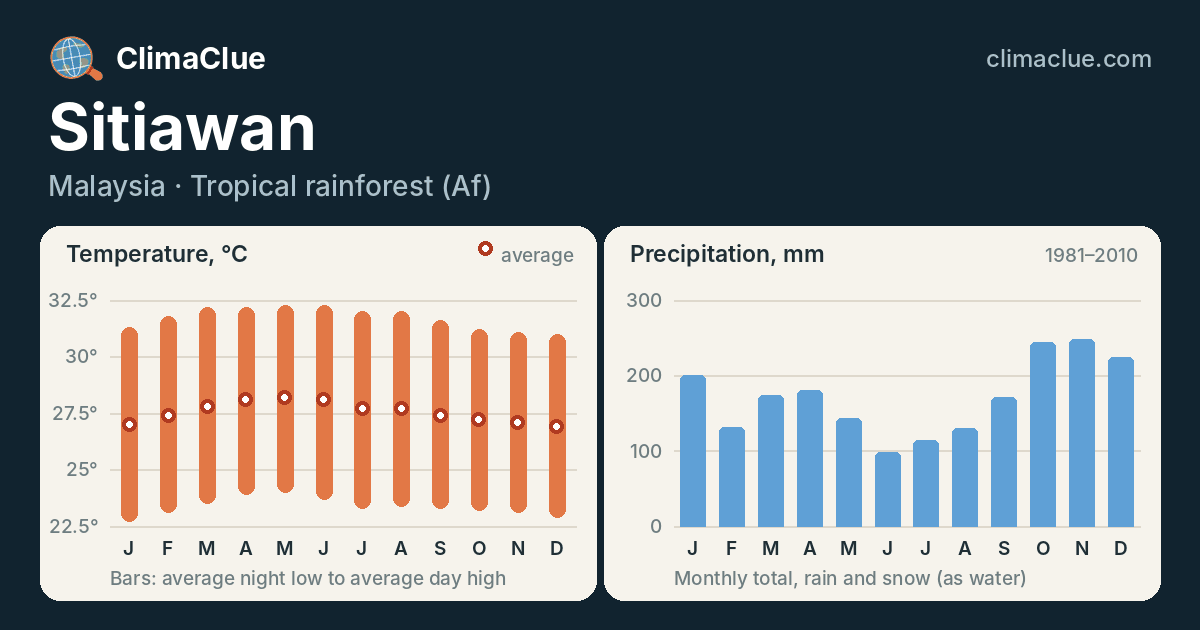 ClimaClue
climaclue.com
Sitiawan
Malaysia · Tropical rainforest (Af)
Temperature, °C
average
32.5°
30°
27.5°
25°
22.5°
J F M A M J J A S O N D
Bars: average night low to average day high
Precipitation, mm
1981–2010
300
200
100
0
J F M A M J J A S O N D
Monthly total, rain and snow (as water)